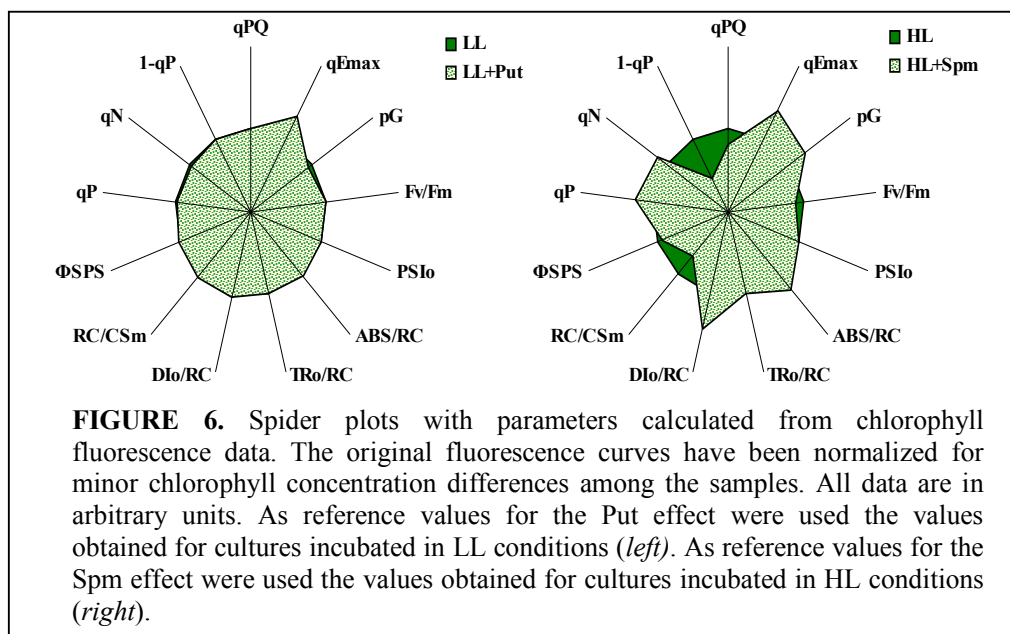 qPQ
LL
LL+Put
1-qP
qEmax
qN
pG
qP
Fv/Fm
ΦSPS
PSIo
RC/CSm
ABS/RC
DIo/RC
TRo/RC
qPQ
HL
HL+Spm
1-qP
qEmax
qN
pG
qP
Fv/Fm
ΦSPS
PSIo
RC/CSm
ABS/RC
DIo/RC
TRo/RC
FIGURE 6. Spider plots with parameters calculated from chlorophyll
fluorescence data. The original fluorescence curves have been normalized for
minor chlorophyll concentration differences among the samples. All data are in
arbitrary units. As reference values for the Put effect were used the values
obtained for cultures incubated in LL conditions (left). As reference values for the
Spm effect were used the values obtained for cultures incubated in HL conditions
(right).